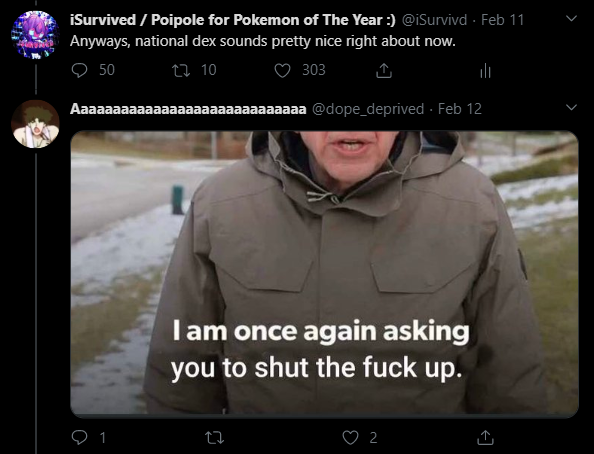 iSurvived / Poipole for Pokemon of The Year :) @iSurvivd · Feb 11
Anyways, national dex sounds pretty nice right about now.
50 10 303
Aaaaaaaaaaaaaaaaaaaaaaaaaaaaa @dope_deprived · Feb 12
I am once again asking
you to shut the fuck up.
1 2